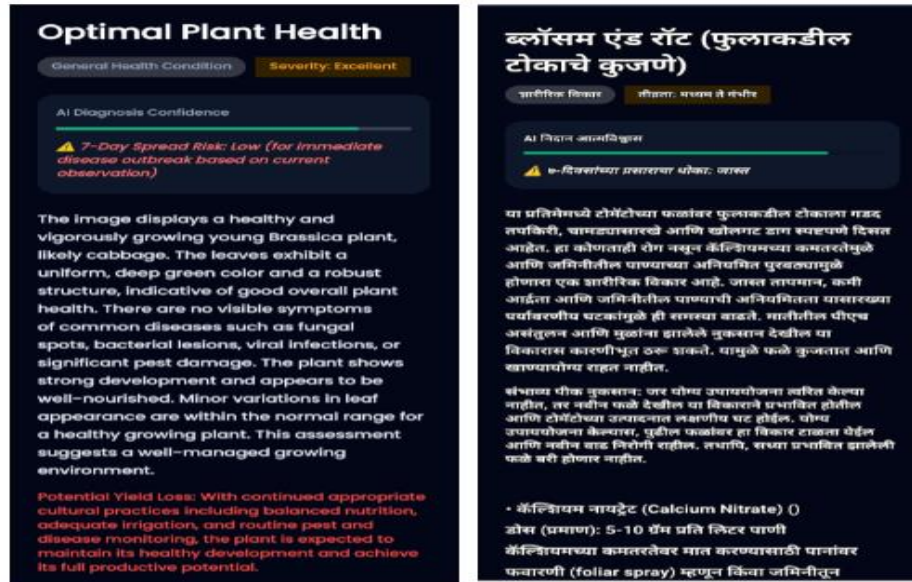 Optimal Plant Health
General Health Condition
Severity: Excellent
AI Diagnosis Confidence
⚠ 7-Day Spread Risk: Low (for immediate
disease outbreak based on current
observation)
The image displays a healthy and
vigorously growing young Brassica plant,
likely cabbage. The leaves exhibit a
uniform, deep green color and a robust
structure, indicative of good overall plant
health. There are no visible symptoms
of common diseases such as fungal
spots, bacterial lesions, viral infections, or
significant pest damage. The plant shows
strong development and appears to be
well-nourished. Minor variations in leaf
appearance are within the normal range for
a healthy growing plant. This assessment
suggests a well-managed growing
environment.
Potential Yield Loss: With continued appropriate
cultural practices including balanced nutrition,
adequate irrigation, and routine pest and
disease monitoring, the plant is expected to
maintain its healthy development and achieve
its full productive potential.
ब्लॉसम एंड रॉट (फुलाकडील
टोकाचे कुजणे)
शारीरिक विकार
तीव्रता: मध्यम ते गंभीर
AI निदान आत्मविश्वास
⚠ ७-दिवसांच्या प्रसाराचा धोका: जास्त
या प्रतिमेमध्ये टोमॅटोच्या फळांवर फुलाकडील टोकाला गडद
तपकिरी, चामड्यासारखे आणि खोलगट डाग स्पष्टपणे दिसत
आहेत. हा कोणताही रोग नसून कॅल्शियमच्या कमतरतेमुळे
आणि जमिनीतील पाण्याच्या अनियमित पुरवठ्यामुळे
होणारा एक शारीरिक विकार आहे. जास्त तापमान, कमी
आर्द्रता आणि जमिनीतील पाण्याची अनियमितता यासारख्या
पर्यावरणीय घटकांमुळे ही समस्या वाढते. मातीतील पीएच
असंतुलन आणि मुळांना झालेले नुकसान देखील या
विकारास कारणीभूत ठरू शकते. यामुळे फळे कुजतात आणि
खाण्यायोग्य राहत नाहीत.
संभाव्य पीक नुकसान: जर योग्य उपाययोजना त्वरित केल्या
नाहीत, तर नवीन फळे देखील या विकाराने प्रभावित होतील
आणि टोमॅटोच्या उत्पादनात लक्षणीय घट होईल. योग्य
उपाययोजना केल्यास, पुढील फळांवर हा विकार टाळता येईल
आणि नवीन वाढ निरोगी राहील. तथापि, सध्या प्रभावित झालेली
फळे बरी होणार नाहीत.
• कॅल्शियम नायट्रेट (Calcium Nitrate) ()
डोस (प्रमाण): 5-10 ग्रॅम प्रति लिटर पाणी
कॅल्शियमच्या कमतरतेवर मात करण्यासाठी पानांवर
फवारणी (foliar spray) म्हणून किंवा जमिनीतून